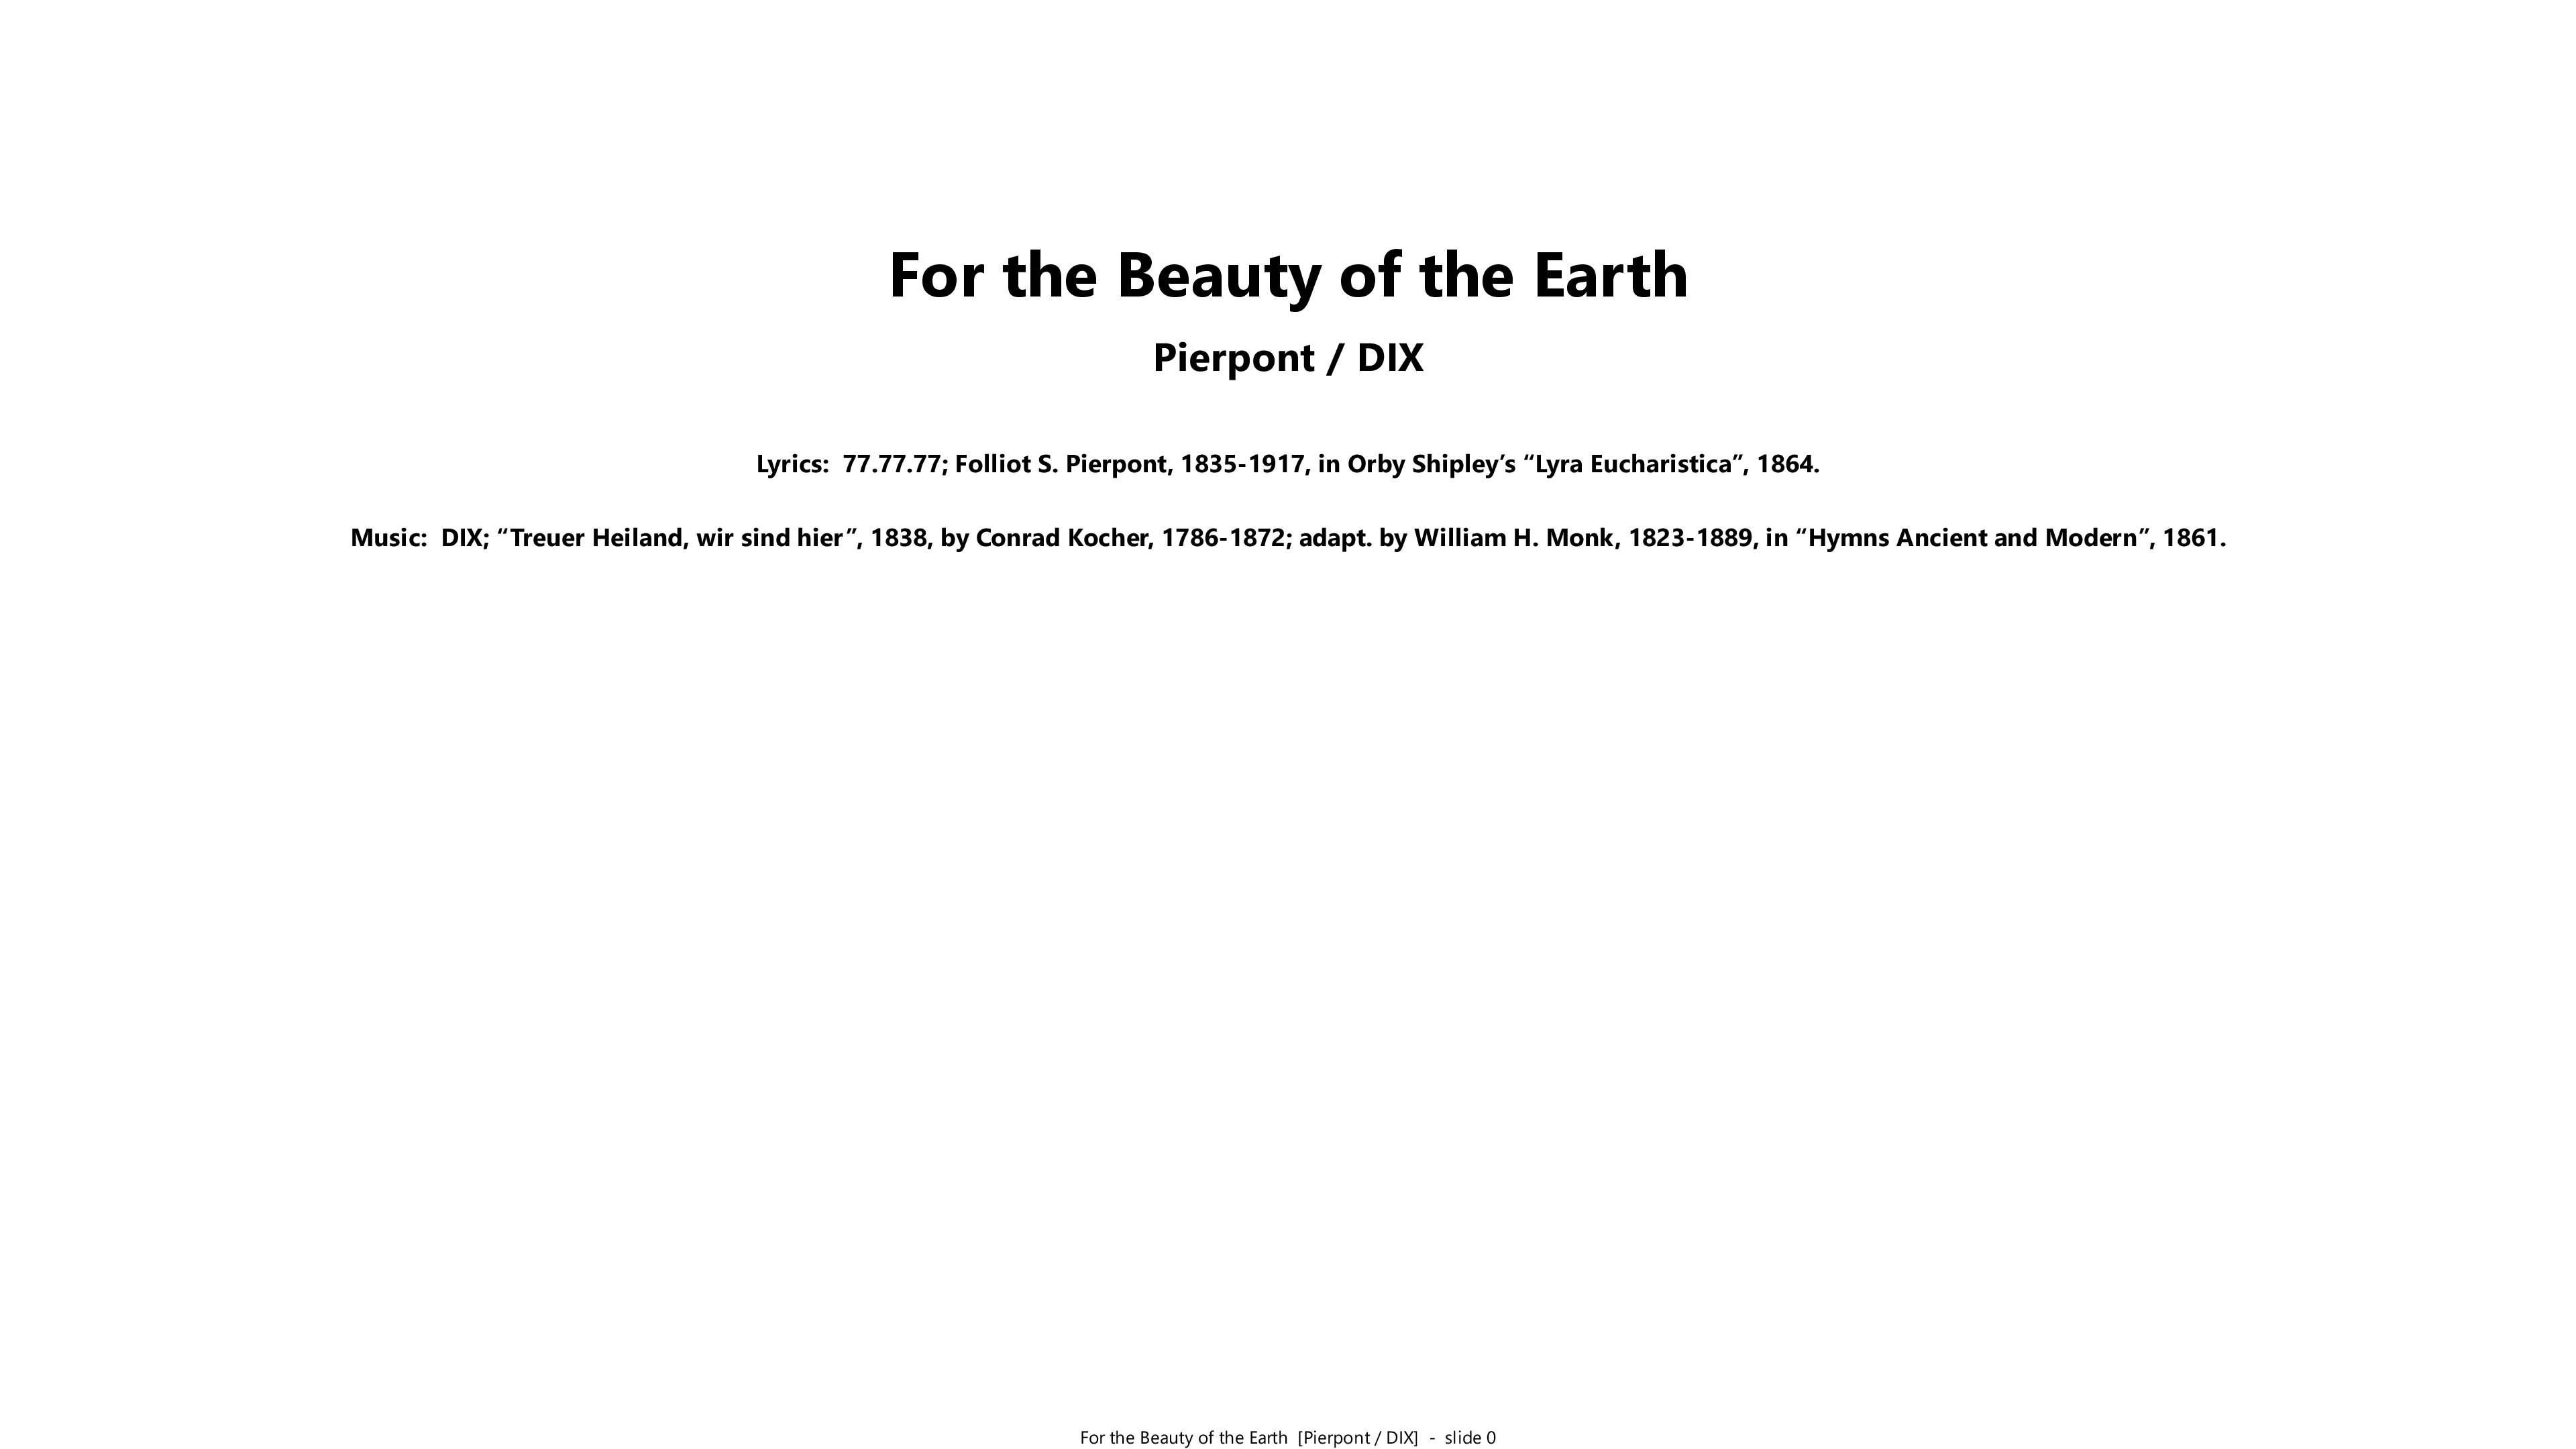 For the Beauty of the Earth
Pierpont / DIX
Lyrics:  77.77.77; Folliot S. Pierpont, 1835-1917, in Orby Shipley’s “Lyra Eucharistica”, 1864.
Music:  DIX; “Treuer Heiland, wir sind hier”, 1838, by Conrad Kocher, 1786-1872; adapt. by William H. Monk, 1823-1889, in “Hymns Ancient and Modern”, 1861.
For the Beauty of the Earth  [Pierpont / DIX]  -  slide 0